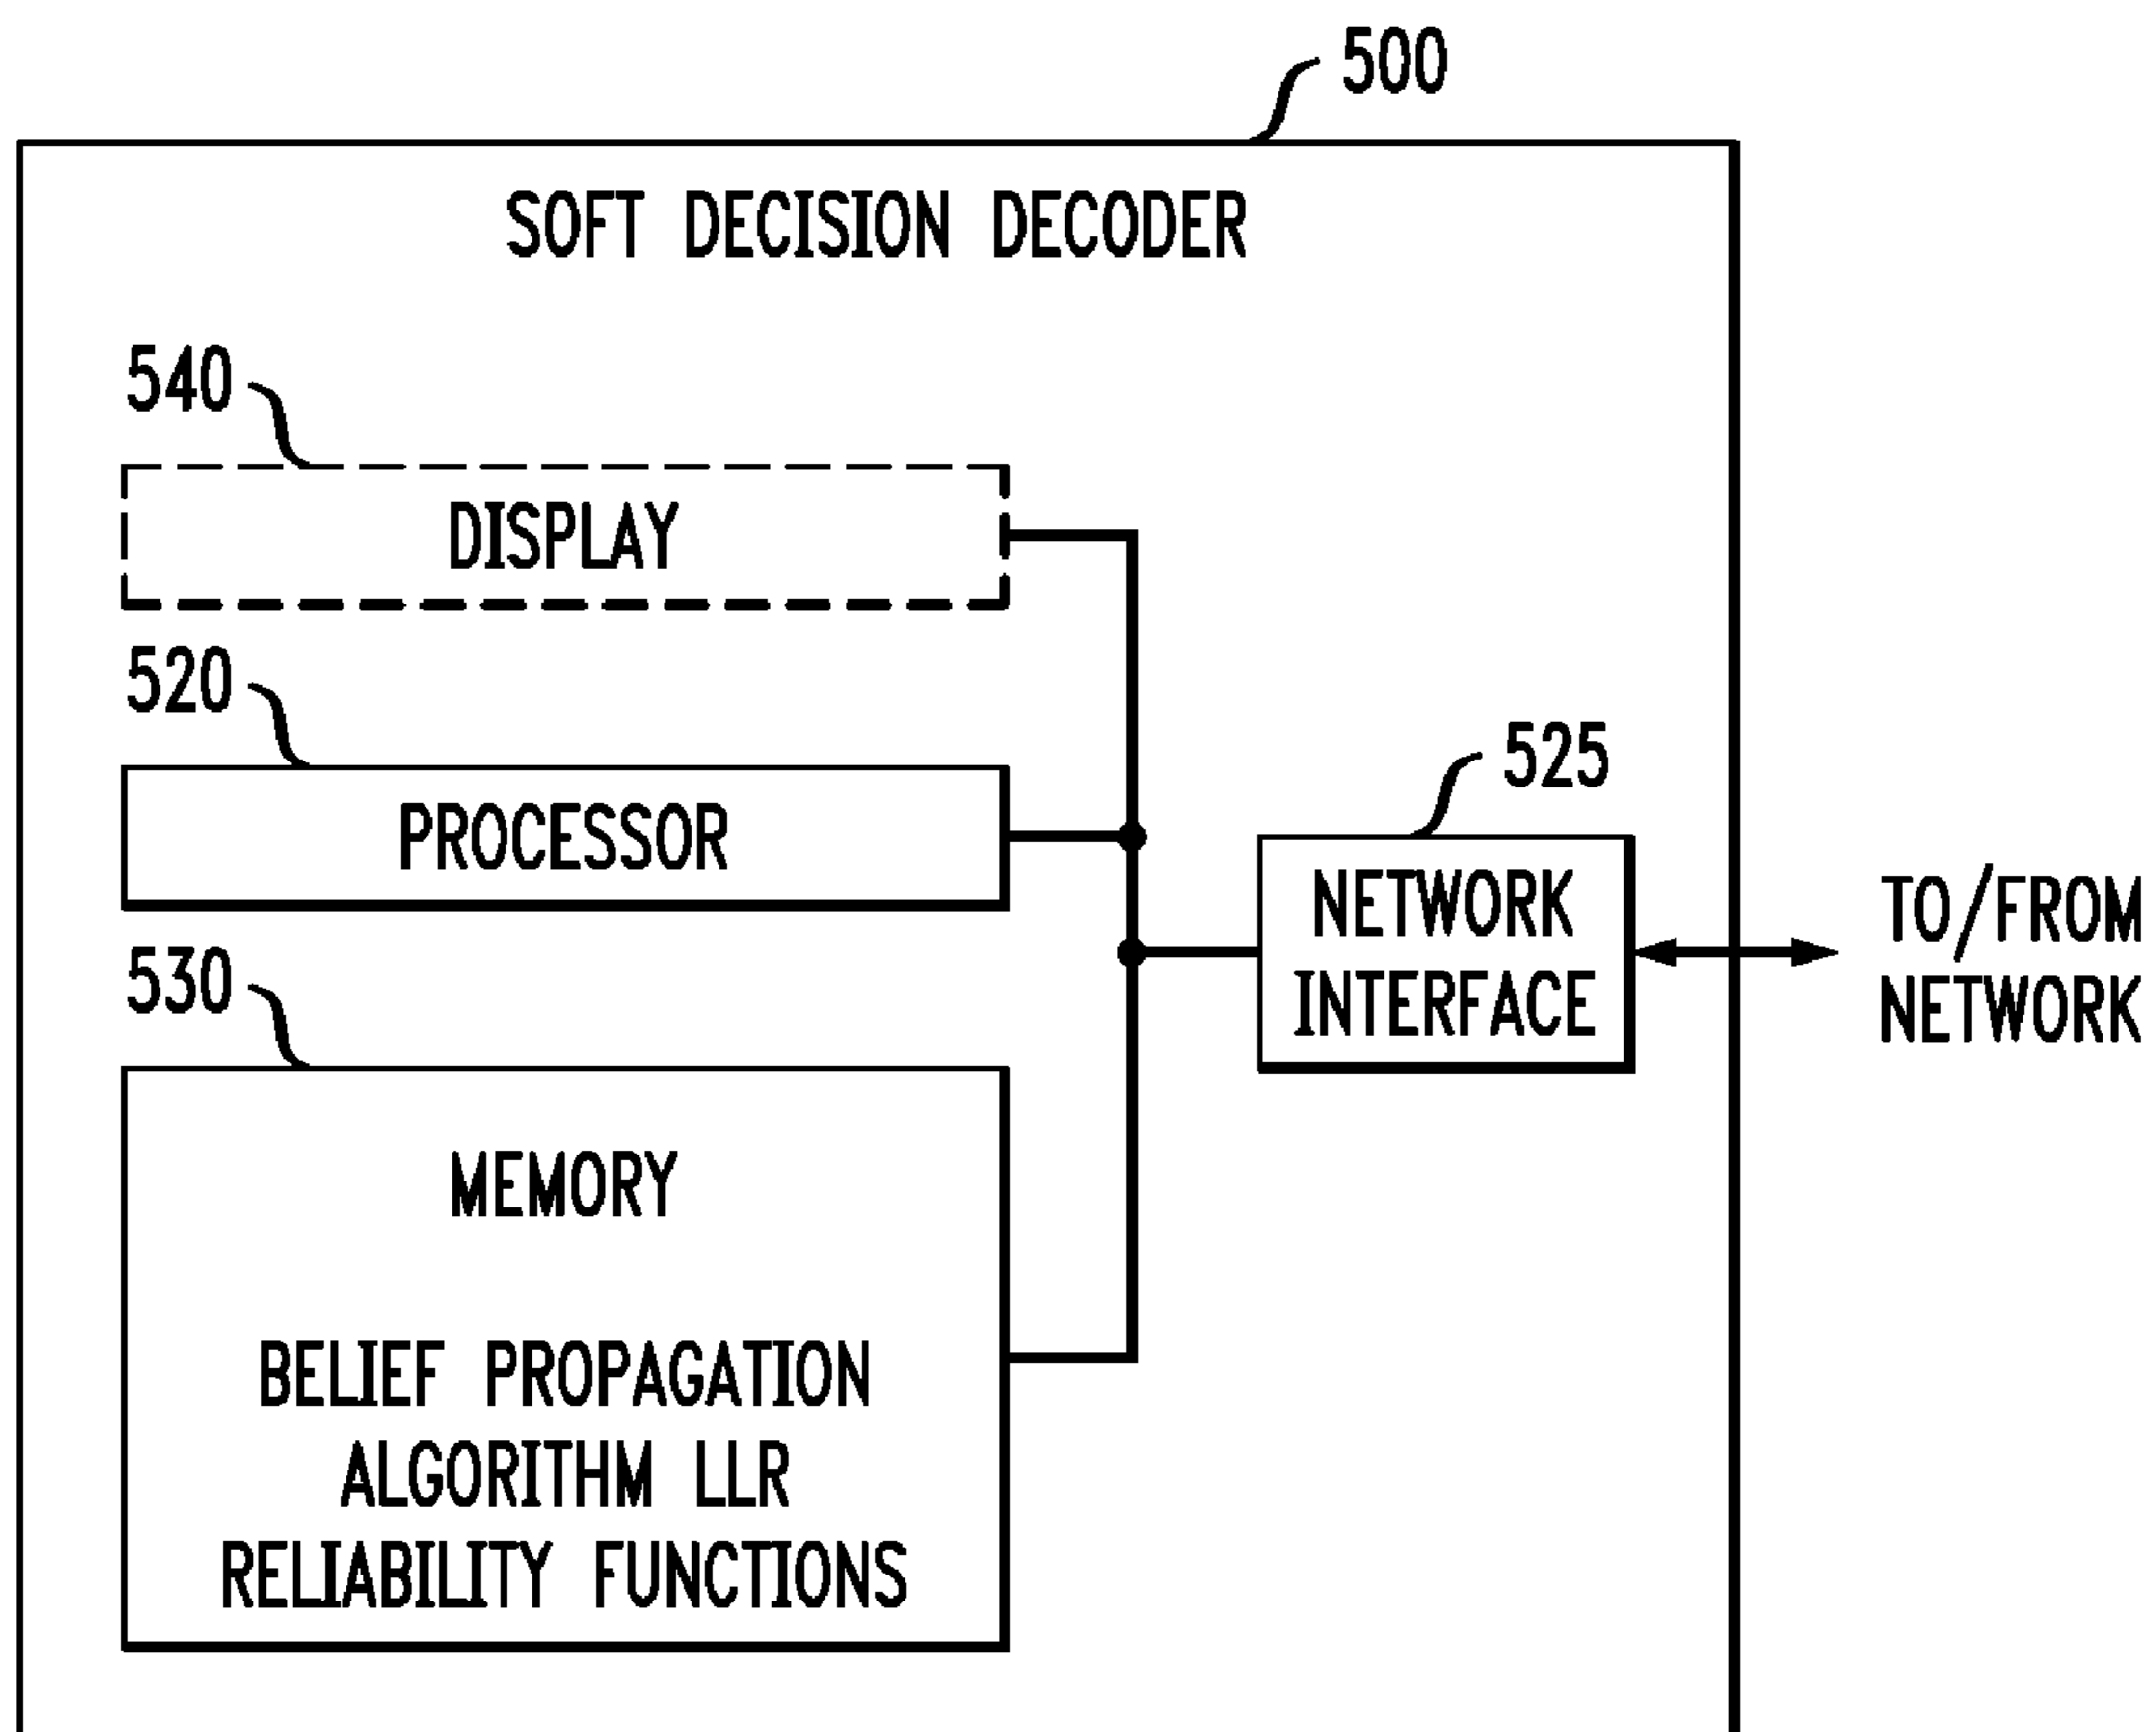 500
SOFT DECISION DECODER
540
DISPLAY
520
PROCESSOR
525
NETWORK
INTERFACE
TO/FROM
NETWORK
530
MEMORY
BELIEF PROPAGATION
ALGORITHM LLR
RELIABILITY FUNCTIONS